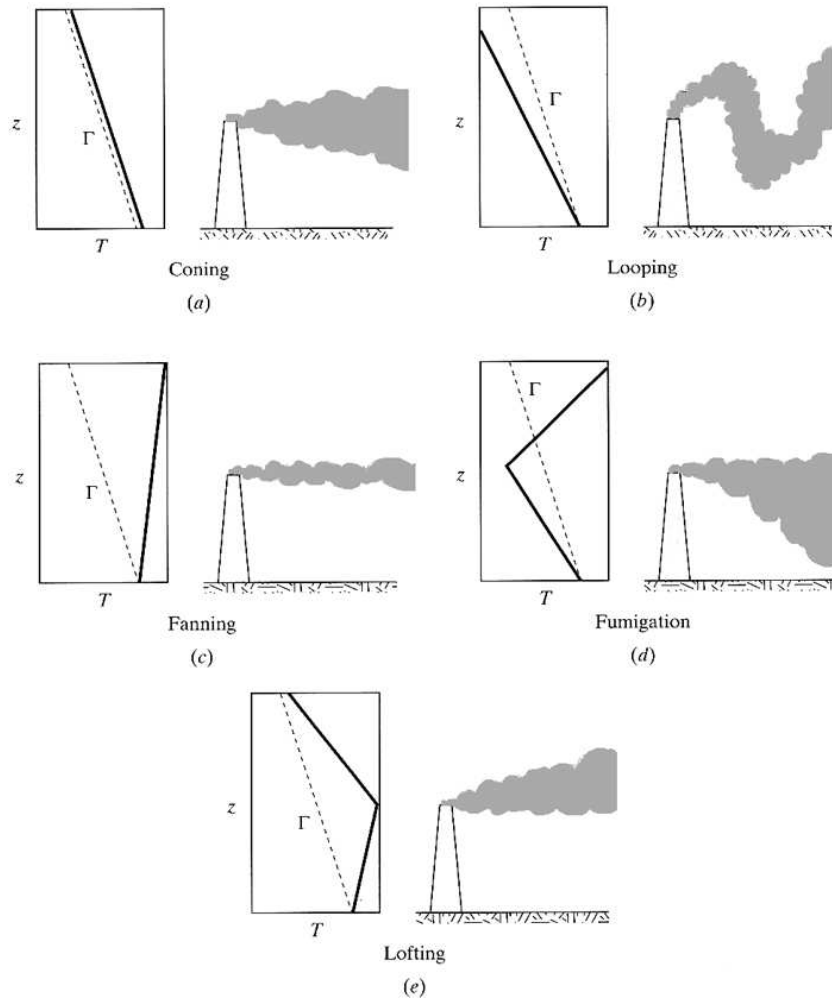 Γ
z
T
Coning
(a)
Γ
z
T
Looping
(b)
Γ
z
T
Fanning
(c)
Γ
z
T
Fumigation
(d)
Γ
z
T
Lofting
(e)